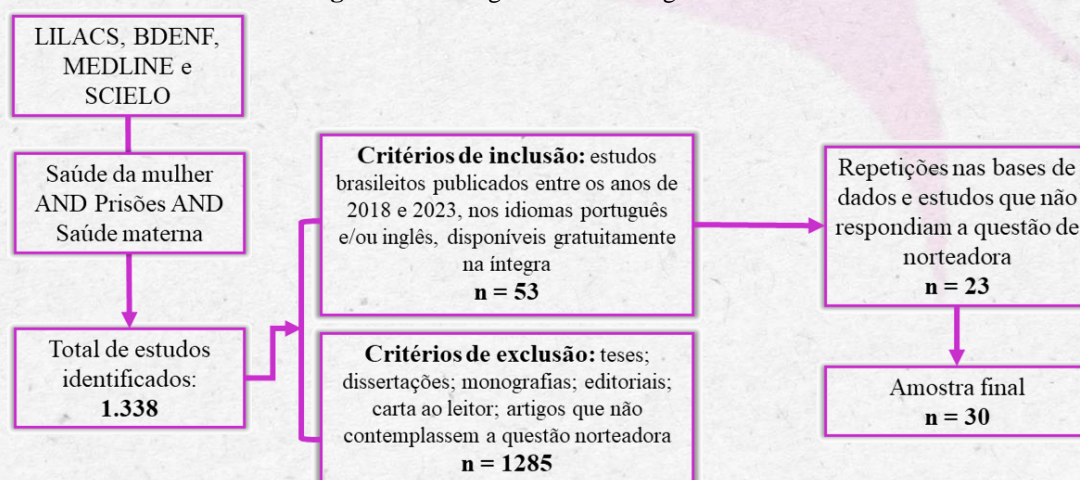 LILACS, BDENF,
MEDLINE e
SCIELO
Saúde da mulher
AND Prisões AND
Saúde materna
Total de estudos
identificados:
1.338
Critérios de inclusão: estudos
brasileitos publicados entre os anos de
2018 e 2023, nos idiomas português
e/ou inglês, disponíveis gratuitamente
na íntegra
n = 53
Critérios de exclusão: teses;
dissertações; monografias; editoriais;
carta ao leitor; artigos que não
contemplassem a questão norteadora
n = 1285
Repetições nas bases de
dados e estudos que não
respondiam a questão de
norteadora
n = 23
Amostra final
n = 30